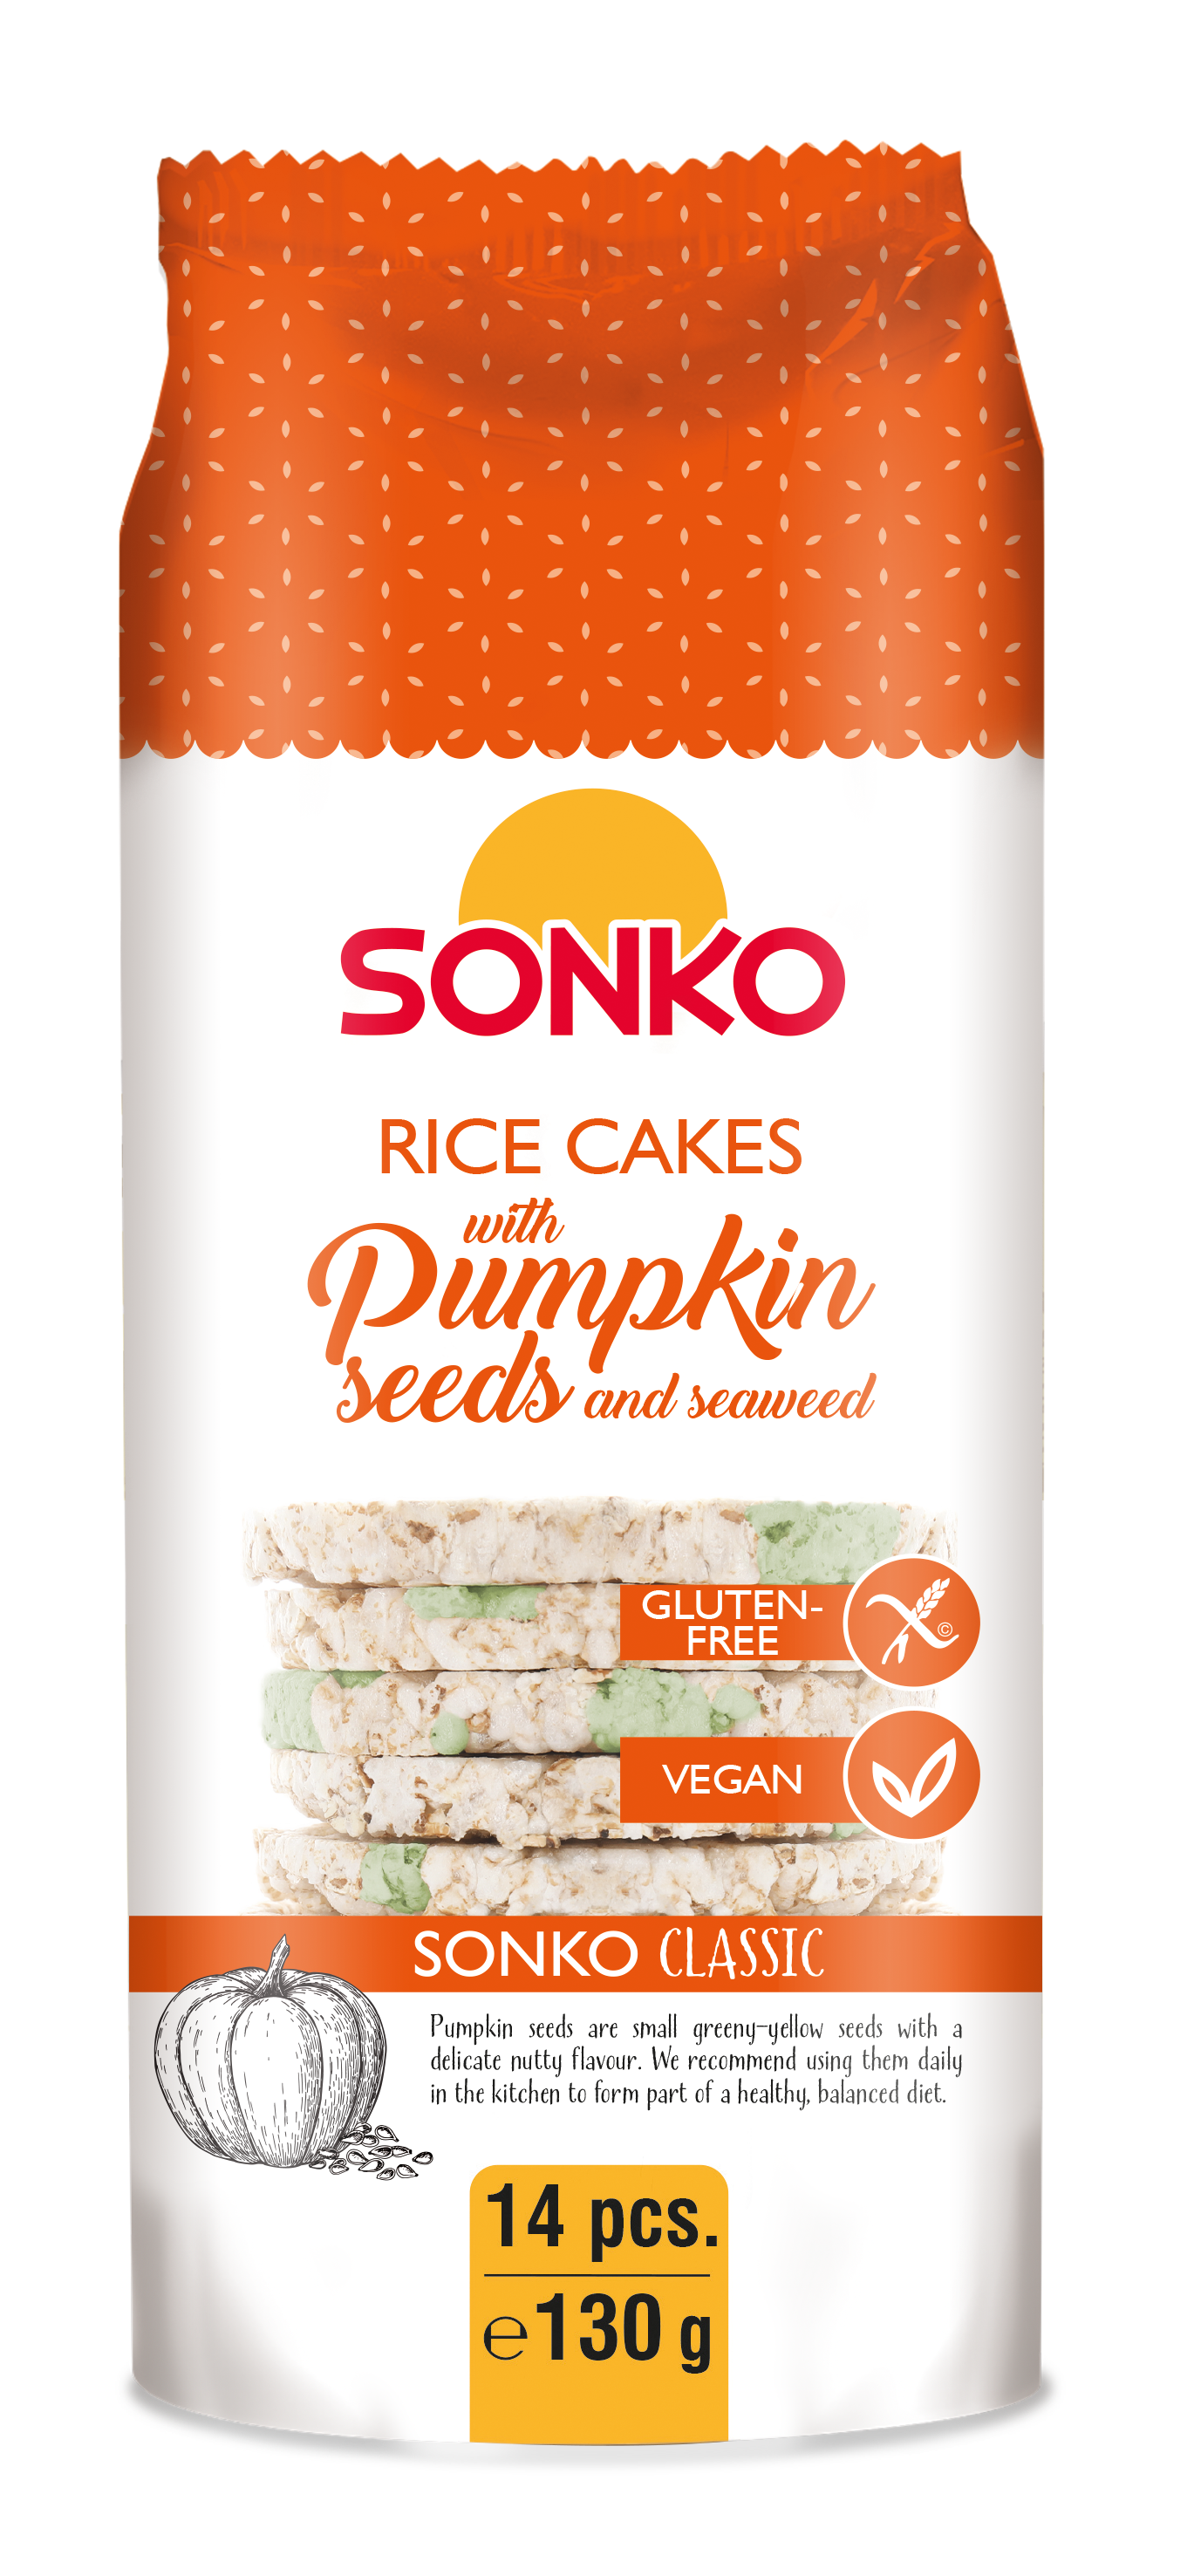 SONKO
RICE CAKES
with
Pumpkin
seeds and seaweed
GLUTEN-
FREE
©
VEGAN
SONKO CLASSIC
Pumpkin seeds are small greeny-yellow seeds with a
delicate nutty flavour. We recommend using them daily
in the kitchen to form part of a healthy, balanced diet.
14 pcs.
℮130 g